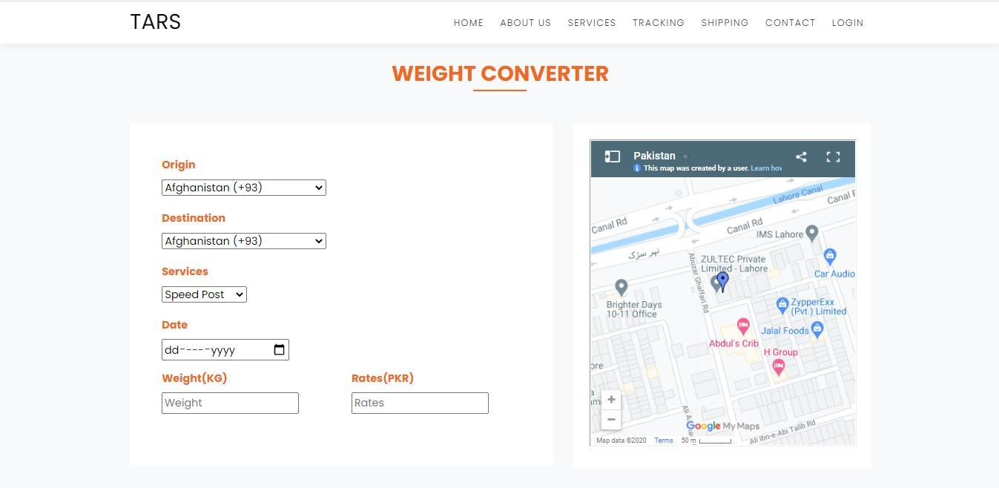 TARS
HOME ABOUT US SERVICES TRACKING SHIPPING CONTACT LOGIN
WEIGHT CONVERTER
Origin
Afghanistan (+93)
Destination
Afghanistan (+93)
Services
Speed Post
Date
dd-----yyyy
Weight(KG) Rates(PKR)
Weight Rates
Pakistan
This map was created by a user. Learn how
Lahore Canal
Canal R
Canal Rd
Canal Rd
IMS Lahore
نہر سڑک
Abuzar Ghaffari Rd
ZULTEC Private
Limited - Lahore
Car Audio
Brighter Days
10-11 Office
ZypperExx
(Pvt.) Limited
Jalal Foods
Abdul's Crib
H Group
ore
+
−
Google My Maps
Ali Ibn-e-Abi Talib Rd
Map data ©2020 Terms 50 m